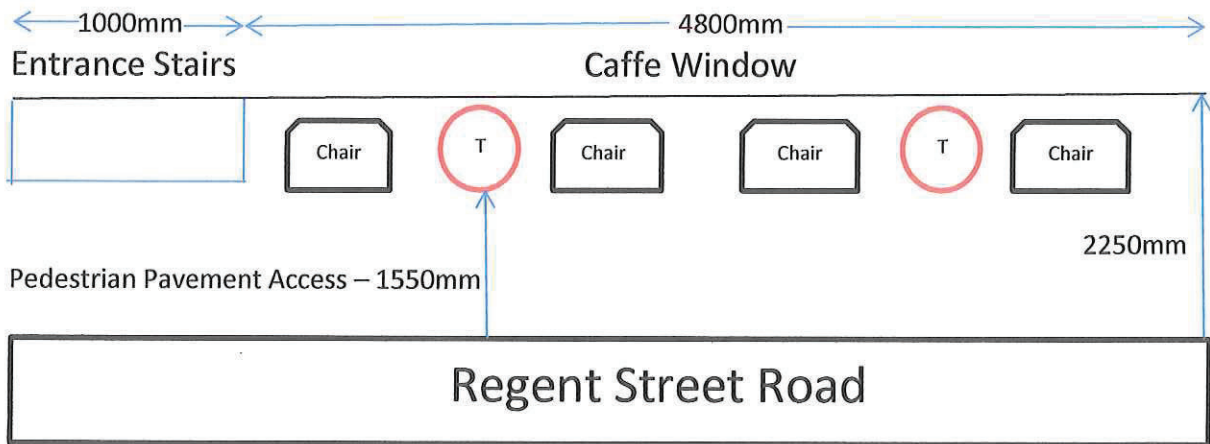 1000mm 4800mm
Entrance Stairs Caffe Window
Chair T Chair Chair T Chair
2250mm
Pedestrian Pavement Access – 1550mm
Regent Street Road